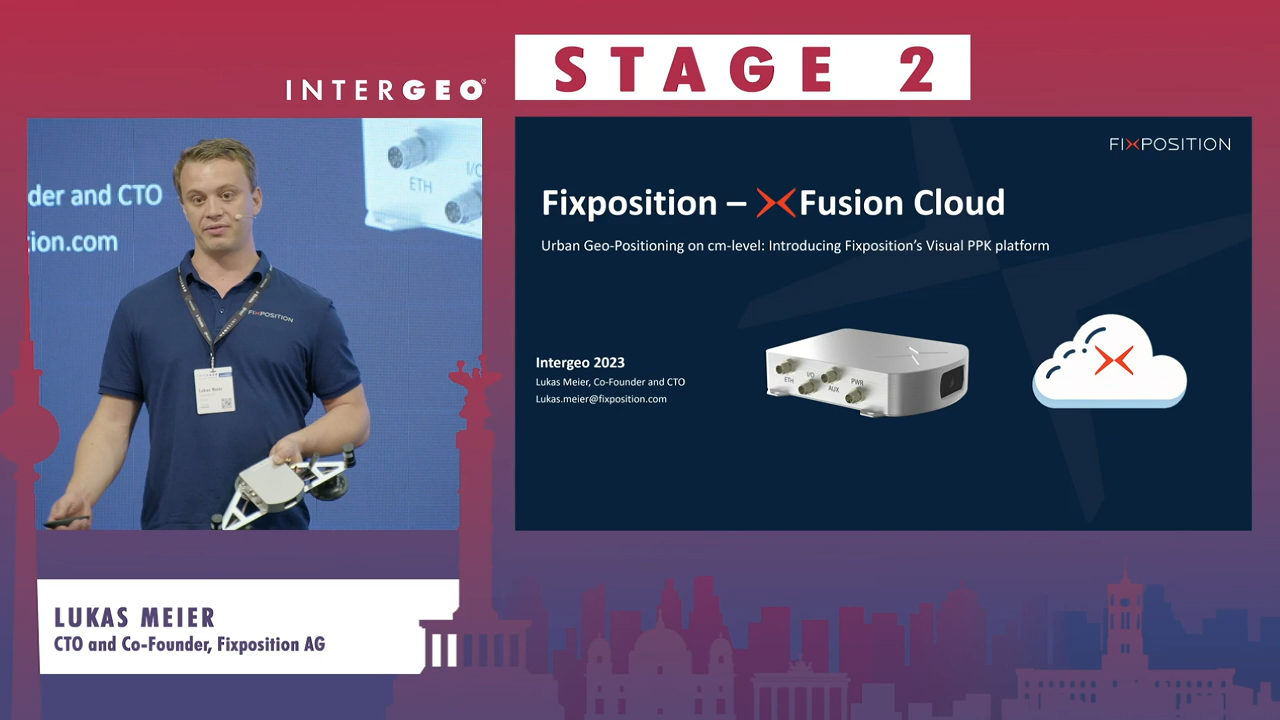 STAGE 2
INTERGEO®
FIXPOSITION
Fixposition – Fusion Cloud
Urban Geo-Positioning on cm-level: Introducing Fixposition's Visual PPK platform
Intergeo 2023
Lukas Meier, Co-Founder and CTO
Lukas.meier@fixposition.com
ETH
I/O
AUX
PWR
der and CTO
tion.com
ETH
I/O
FIXPOSITION
LUKAS MEIER
CTO and Co-Founder, Fixposition AG